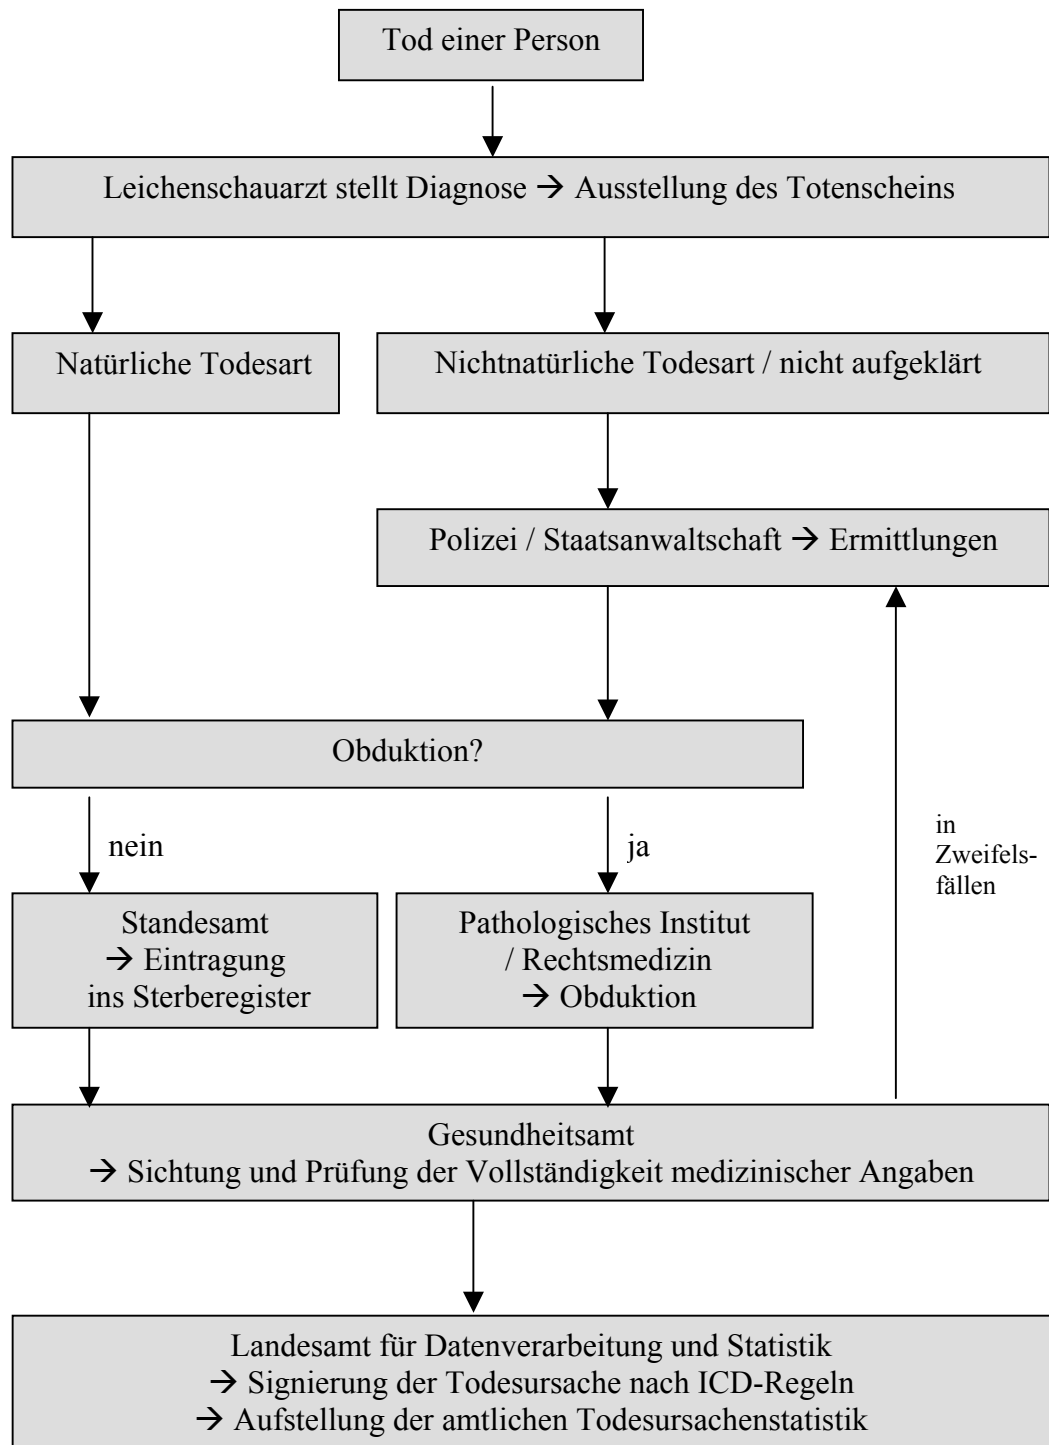 Tod einer Person
Leichenschauarzt stellt Diagnose → Ausstellung des Totenscheins
Natürliche Todesart
Nichtnatürliche Todesart / nicht aufgeklärt
Polizei / Staatsanwaltschaft → Ermittlungen
Obduktion?
nein
ja
in
Zweifels-
fällen
Standesamt
→ Eintragung
ins Sterberegister
Pathologisches Institut
/ Rechtsmedizin
→ Obduktion
Gesundheitsamt
→ Sichtung und Prüfung der Vollständigkeit medizinischer Angaben
Landesamt für Datenverarbeitung und Statistik
→ Signierung der Todesursache nach ICD-Regeln
→ Aufstellung der amtlichen Todesursachenstatistik